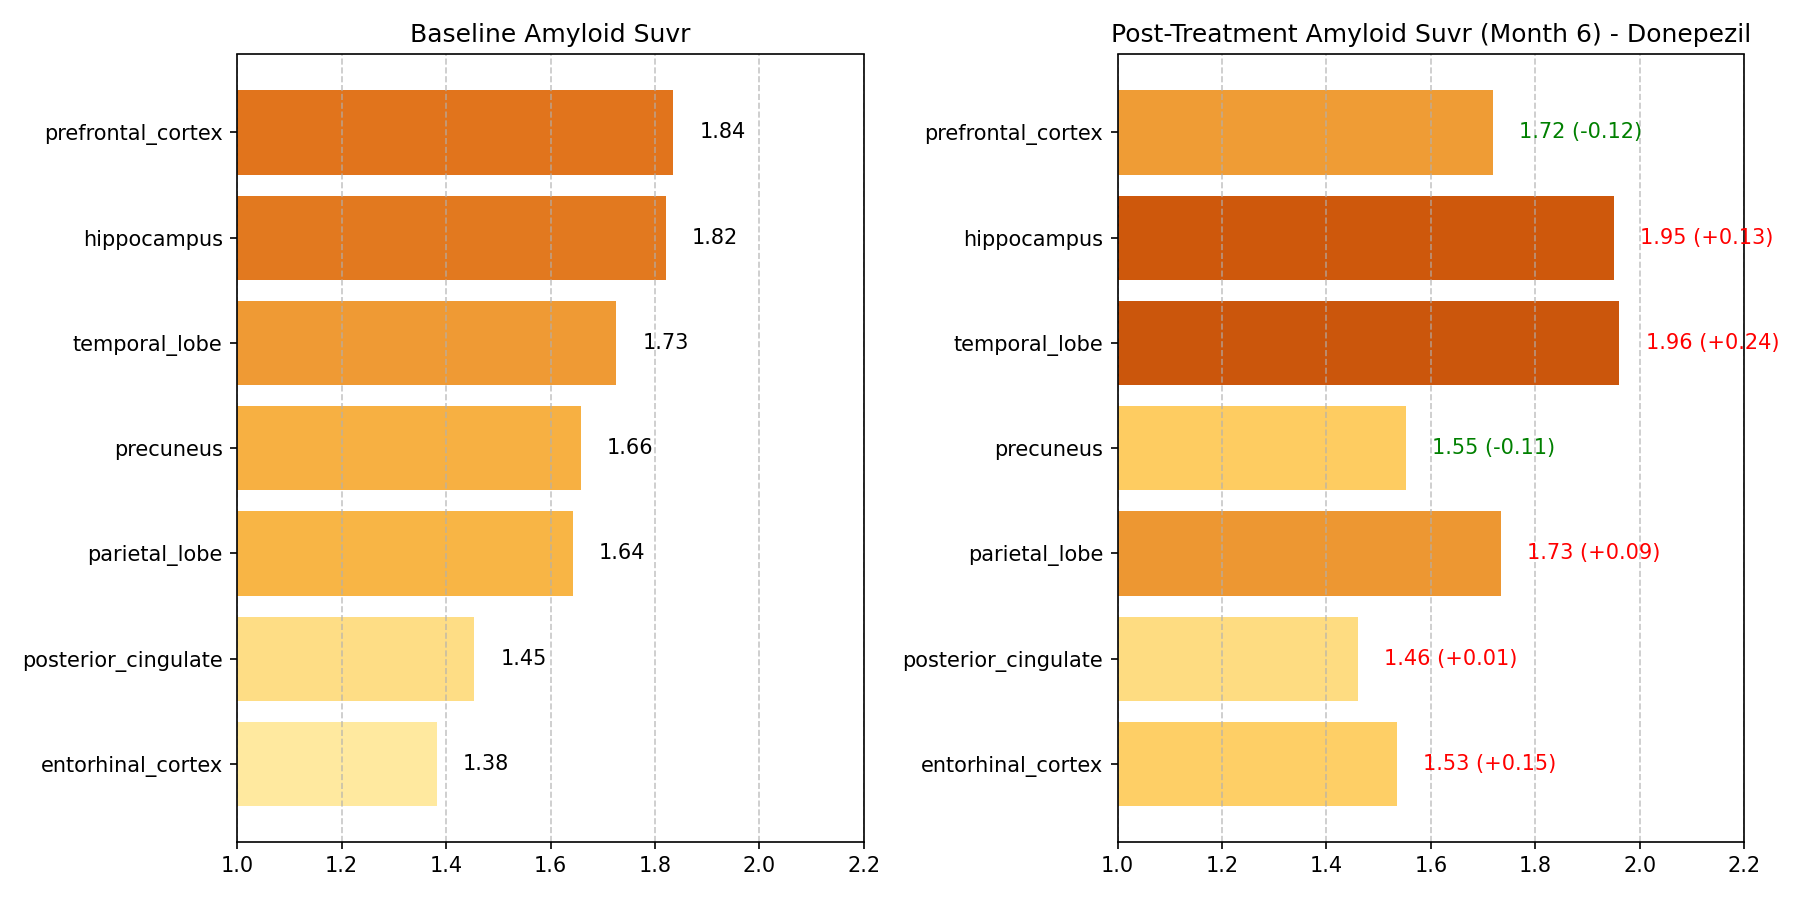 Baseline Amyloid Suvr
prefrontal_cortex 1.84
hippocampus 1.82
temporal_lobe 1.73
precuneus 1.66
parietal_lobe 1.64
posterior_cingulate 1.45
entorhinal_cortex 1.38
1.0 1.2 1.4 1.6 1.8 2.0 2.2
Post-Treatment Amyloid Suvr (Month 6) - Donepezil
prefrontal_cortex 1.72 (-0.12)
hippocampus 1.95 (+0.13)
temporal_lobe 1.96 (+0.24)
precuneus 1.55 (-0.11)
parietal_lobe 1.73 (+0.09)
posterior_cingulate 1.46 (+0.01)
entorhinal_cortex 1.53 (+0.15)
1.0 1.2 1.4 1.6 1.8 2.0 2.2